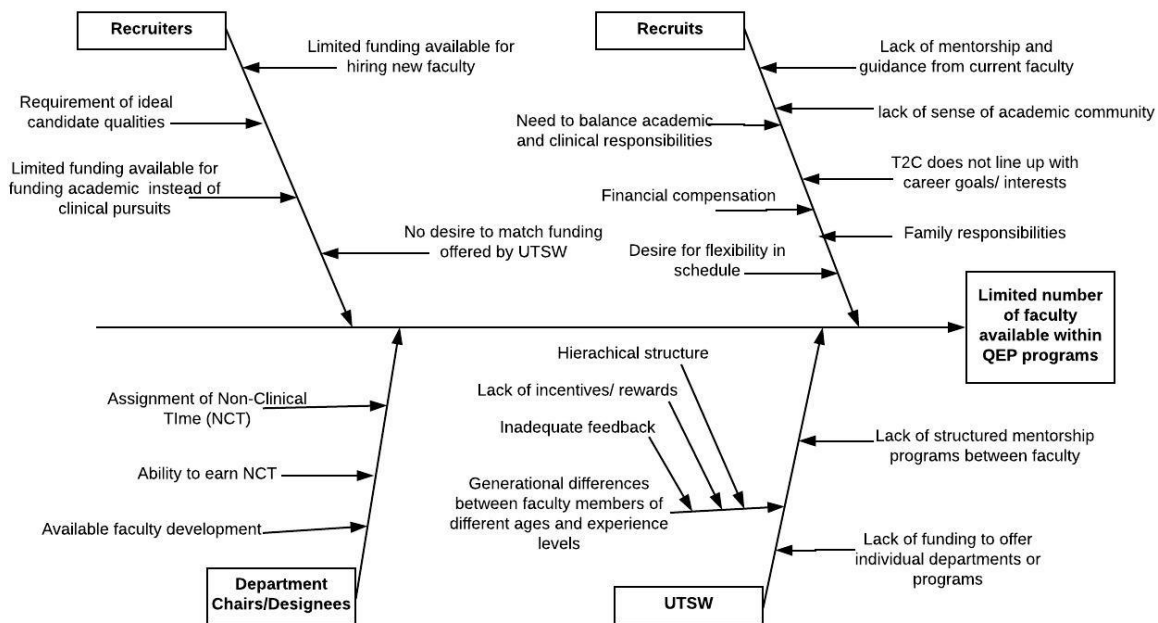 Recruiters
Limited funding available for
hiring new faculty
Requirement of ideal
candidate qualities
Limited funding available for
funding academic instead of
clinical pursuits
No desire to match funding
offered by UTSW
Recruits
Lack of mentorship and
guidance from current faculty
lack of sense of academic community
Need to balance academic
and clinical responsibilities
T2C does not line up with
career goals/ interests
Financial compensation
Family responsibilities
Desire for flexibility in
schedule
Limited number
of faculty
available within
QEP programs
Assignment of Non-Clinical
TIme (NCT)
Ability to earn NCT
Available faculty development
Department
Chairs/Designees
Hierachical structure
Lack of incentives/ rewards
Inadequate feedback
Generational differences
between faculty members of
different ages and experience
levels
Lack of structured mentorship
programs between faculty
Lack of funding to offer
individual departments or
programs
UTSW